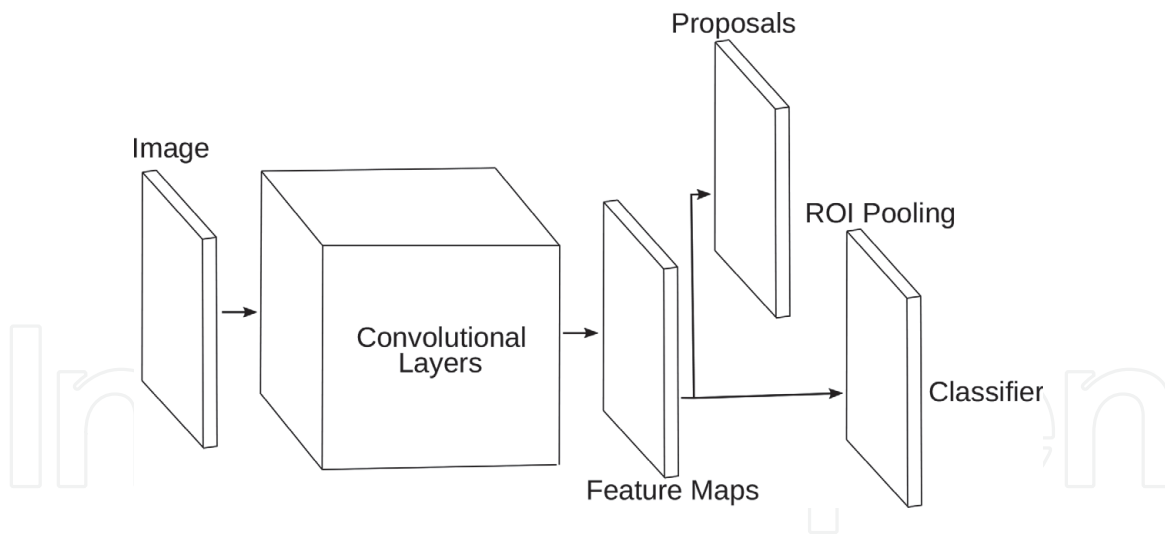 Proposals
Image
ROI Pooling
Convolutional
Layers
Classifier
Feature Maps